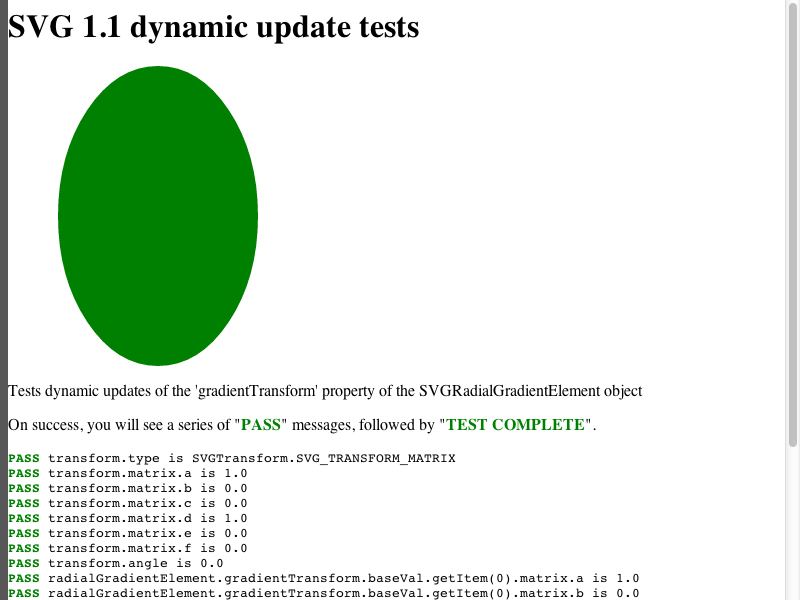 SVG 1.1 dynamic update tests
Tests dynamic updates of the 'gradientTransform' property of the SVGRadialGradientElement object
On success, you will see a series of "PASS" messages, followed by "TEST COMPLETE".
PASS transform.type is SVGTransform.SVG_TRANSFORM_MATRIX
PASS transform.matrix.a is 1.0
PASS transform.matrix.b is 0.0
PASS transform.matrix.c is 0.0
PASS transform.matrix.d is 1.0
PASS transform.matrix.e is 0.0
PASS transform.matrix.f is 0.0
PASS transform.angle is 0.0
PASS radialGradientElement.gradientTransform.baseVal.getItem(0).matrix.a is 1.0
PASS radialGradientElement.gradientTransform.baseVal.getItem(0).matrix.b is 0.0